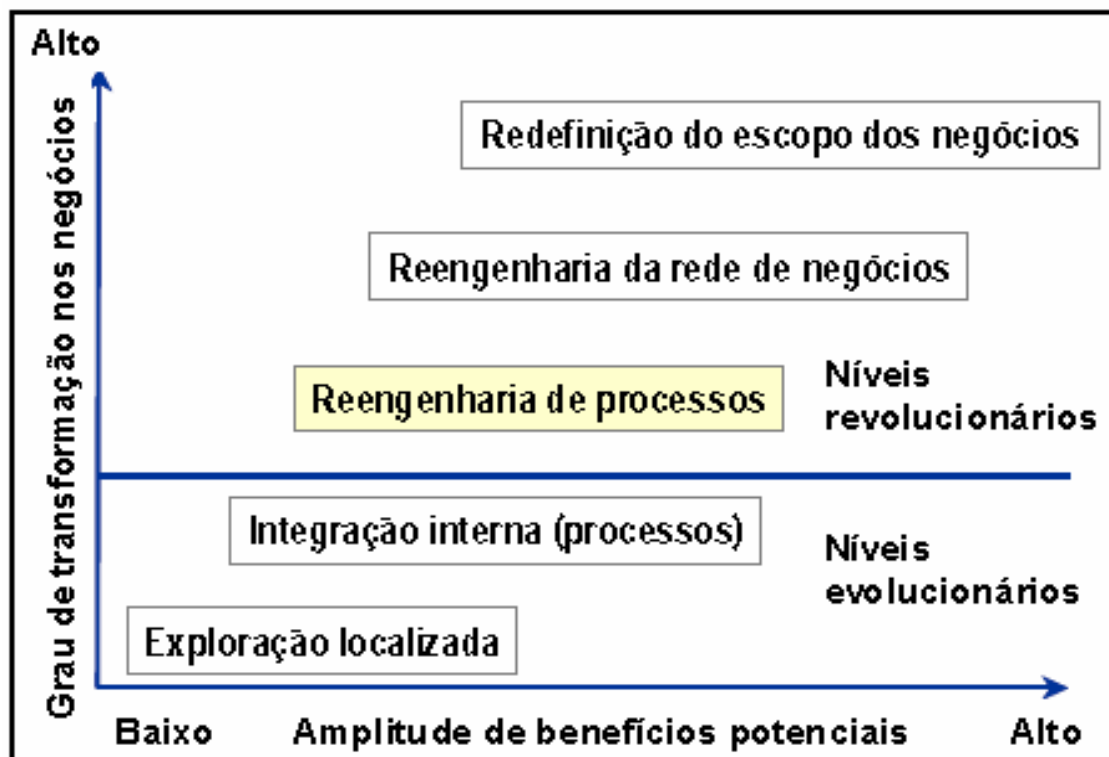 Alto
Grau de transformação nos negócios
Redefinição do escopo dos negócios
Reengenharia da rede de negócios
Reengenharia de processos
Níveis
revolucionários
Integração interna (processos)
Níveis
evolucionários
Exploração localizada
Baixo Amplitude de benefícios potenciais Alto